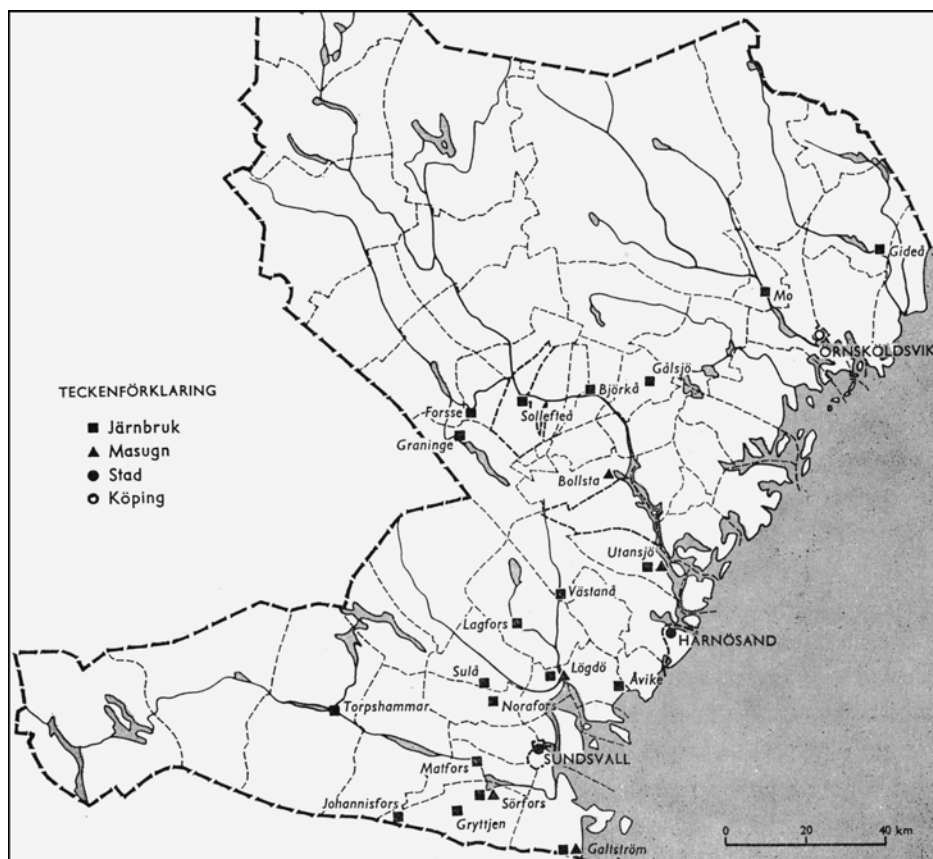 Gideå
Mo
ÖRNSKÖLDSVIK
Gålsjö
Björkå
TECKENFÖRKLARING
Järnbruk
Masugn
Stad
Köping
Forsse
Sollefteå
Graninge
Bollsta
Utansjö
Västanå
Lagfors
HÄRNÖSAND
Sulå
Lögdö
Åvike
Norafors
Torpshammar
SUNDSVALL
Matfors
Johannisfors
Sörfors
Gryttjen
0 20 40 km
Galtström